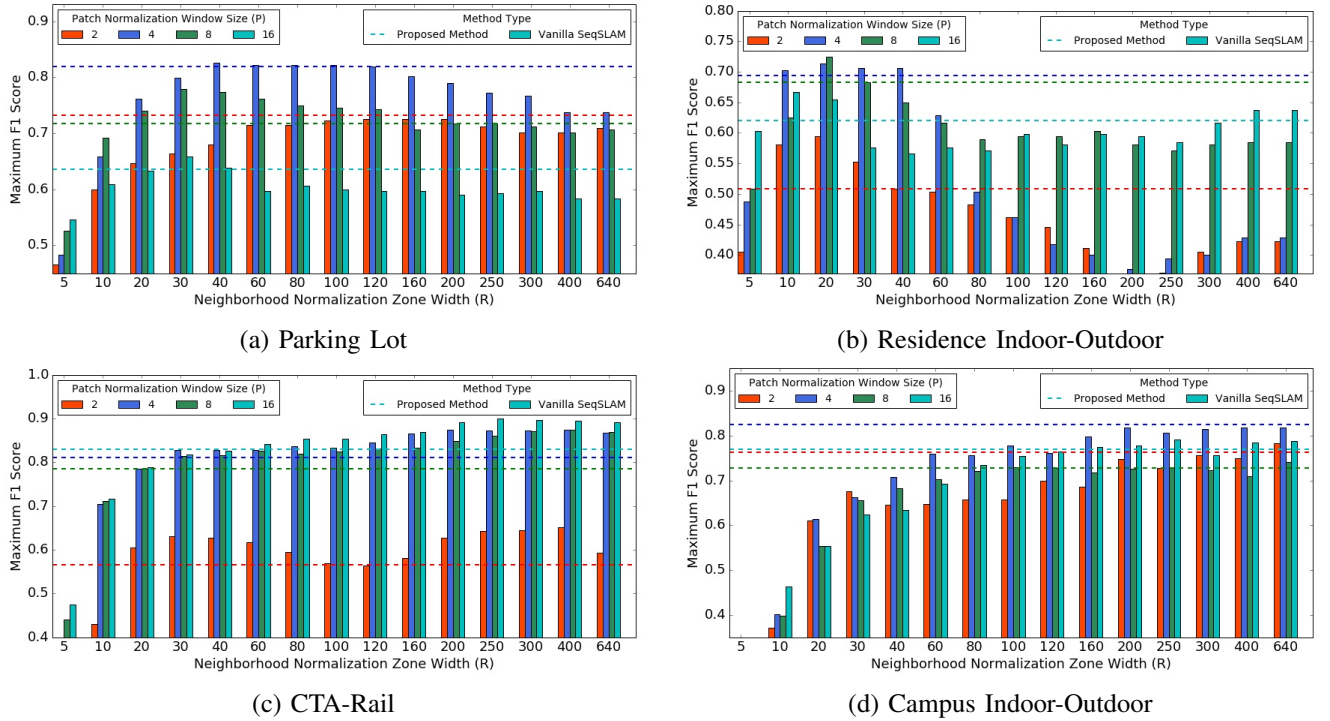 Patch Normalization Window Size (P)
2 4 8 16
Method Type
Proposed Method Vanilla SeqSLAM
Maximum F1 Score
0.9
0.8
0.7
0.6
0.5
5 10 20 30 40 60 80 100 120 160 200 250 300 400 640
Neighborhood Normalization Zone Width (R)
(a) Parking Lot
Patch Normalization Window Size (P)
2 4 8 16
Method Type
Proposed Method Vanilla SeqSLAM
Maximum F1 Score
0.80
0.75
0.70
0.65
0.60
0.55
0.50
0.45
0.40
5 10 20 30 40 60 80 100 120 160 200 250 300 400 640
Neighborhood Normalization Zone Width (R)
(b) Residence Indoor-Outdoor
Patch Normalization Window Size (P)
2 4 8 16
Method Type
Proposed Method Vanilla SeqSLAM
Maximum F1 Score
1.0
0.9
0.8
0.7
0.6
0.5
0.4
5 10 20 30 40 60 80 100 120 160 200 250 300 400 640
Neighborhood Normalization Zone Width (R)
(c) CTA-Rail
Patch Normalization Window Size (P)
2 4 8 16
Method Type
Proposed Method Vanilla SeqSLAM
Maximum F1 Score
0.9
0.8
0.7
0.6
0.5
0.4
5 10 20 30 40 60 80 100 120 160 200 250 300 400 640
Neighborhood Normalization Zone Width (R)
(d) Campus Indoor-Outdoor